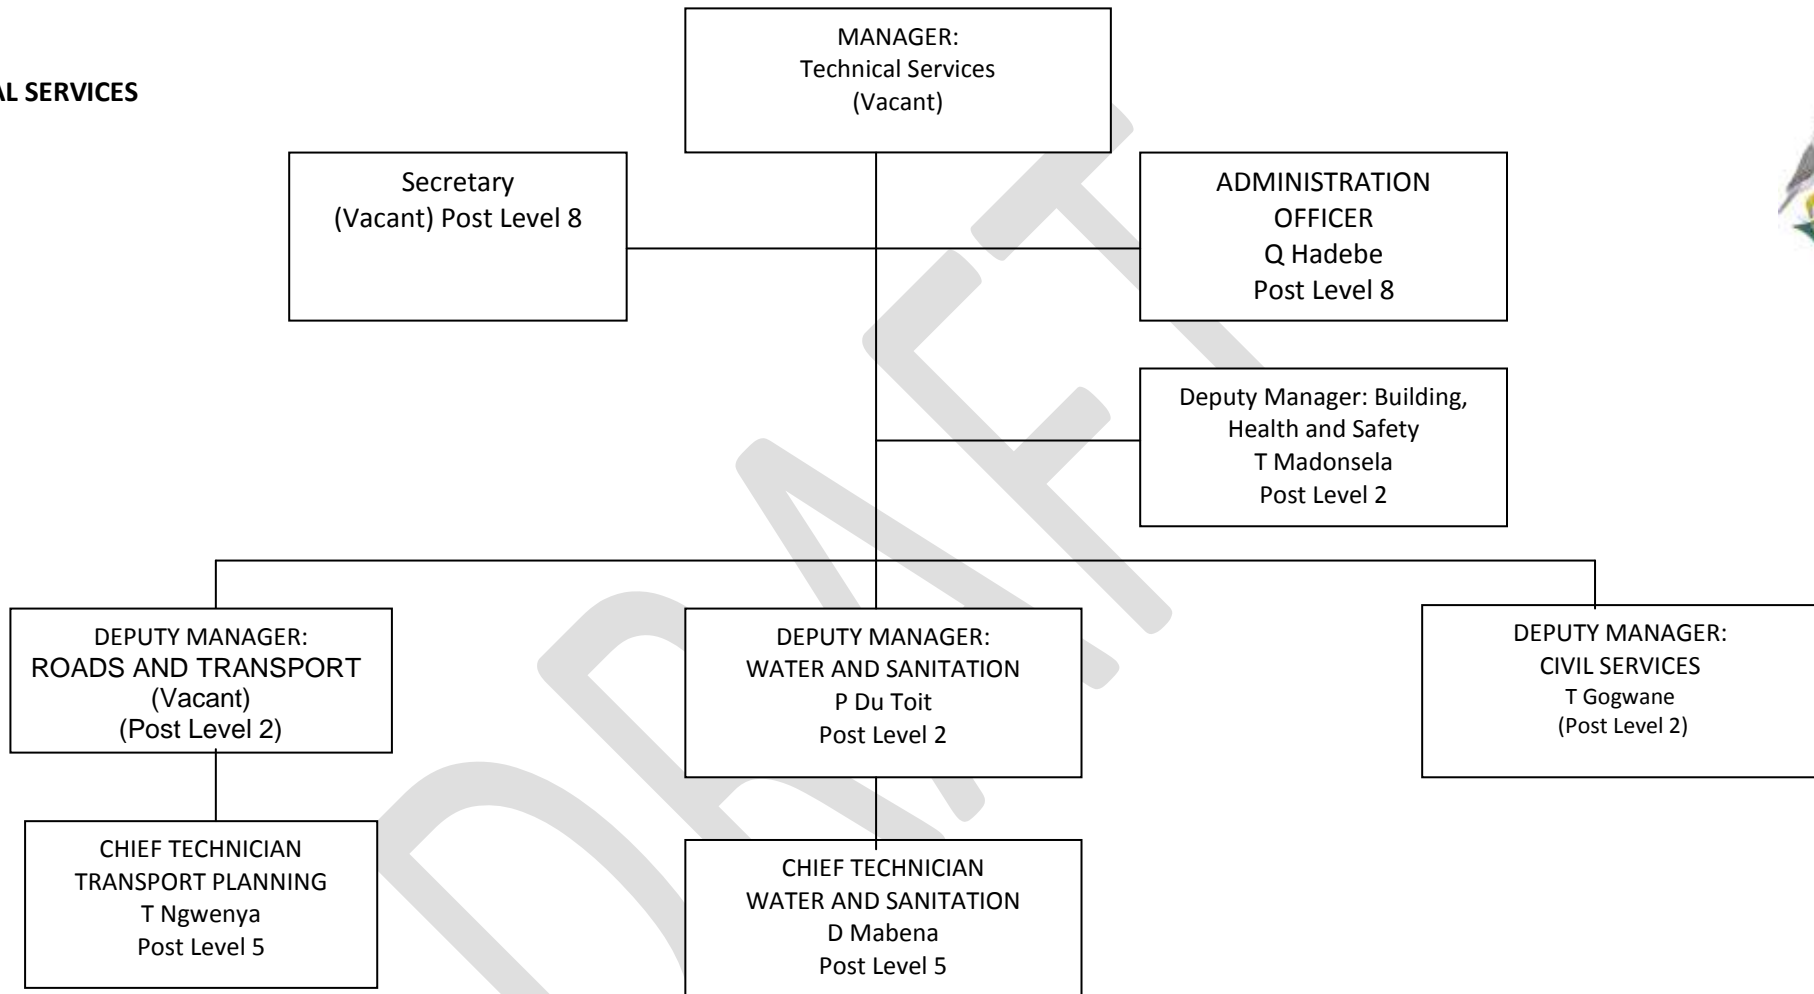 MANAGER:
Technical Services
(Vacant)
AL SERVICES
Secretary
(Vacant) Post Level 8
ADMINISTRATION
OFFICER
Q Hadebe
Post Level 8
Deputy Manager: Building,
Health and Safety
T Madonsela
Post Level 2
DEPUTY MANAGER:
ROADS AND TRANSPORT
(Vacant)
(Post Level 2)
DEPUTY MANAGER:
WATER AND SANITATION
P Du Toit
Post Level 2
DEPUTY MANAGER:
CIVIL SERVICES
T Gogwane
(Post Level 2)
CHIEF TECHNICIAN
TRANSPORT PLANNING
T Ngwenya
Post Level 5
CHIEF TECHNICIAN
WATER AND SANITATION
D Mabena
Post Level 5
DRAFT